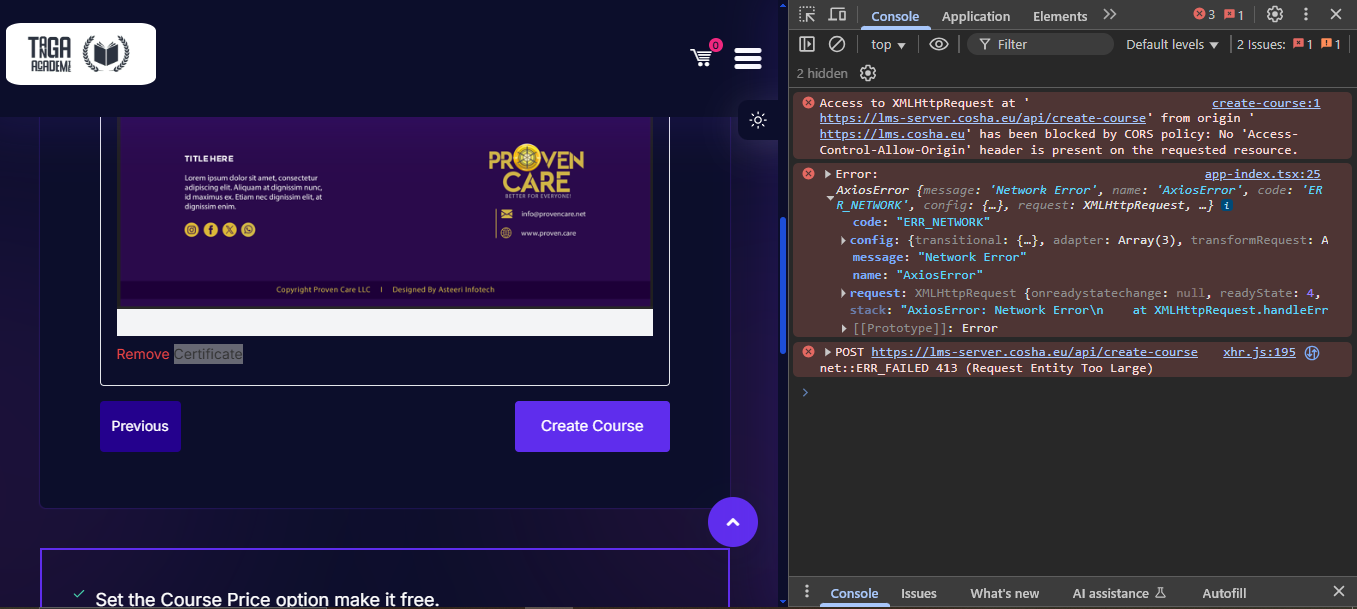 TANGA
ACADEMI
0
TITLE HERE
Lorem ipsum dolor sit amet, consectetur
adipiscing elit. Aliquam at dignissim nunc,
id maximus ex. Etiam nec dignissim elit, at
dignissim enim.
PROVEN
CARE
BETTER FOR EVERYONE!
info@provencare.net
www.proven.care
Copyright Proven Care LLC | Designed By Asteeri Infotech
Remove Certificate
Previous
Create Course
Set the Course Price option make it free.
Console
Application
Elements
3
1
top
Filter
Default levels
2 Issues: 1 1
2 hidden
Access to XMLHttpRequest at ' create-course:1
https://lms-server.cosha.eu/api/create-course' from origin '
https://lms.cosha.eu' has been blocked by CORS policy: No 'Access-
Control-Allow-Origin' header is present on the requested resource.
Error: app-index.tsx:25
AxiosError {message: 'Network Error', name: 'AxiosError', code: 'ER
R_NETWORK', config: {…}, request: XMLHttpRequest, …} i
code: "ERR_NETWORK"
config: {transitional: {…}, adapter: Array(3), transformRequest: A
message: "Network Error"
name: "AxiosError"
request: XMLHttpRequest {onreadystatechange: null, readyState: 4,
stack: "AxiosError: Network Error\n    at XMLHttpRequest.handleErr
[[Prototype]]: Error
POST https://lms-server.cosha.eu/api/create-course xhr.js:195
net::ERR_FAILED 413 (Request Entity Too Large)
Console
Issues
What's new
AI assistance
Autofill